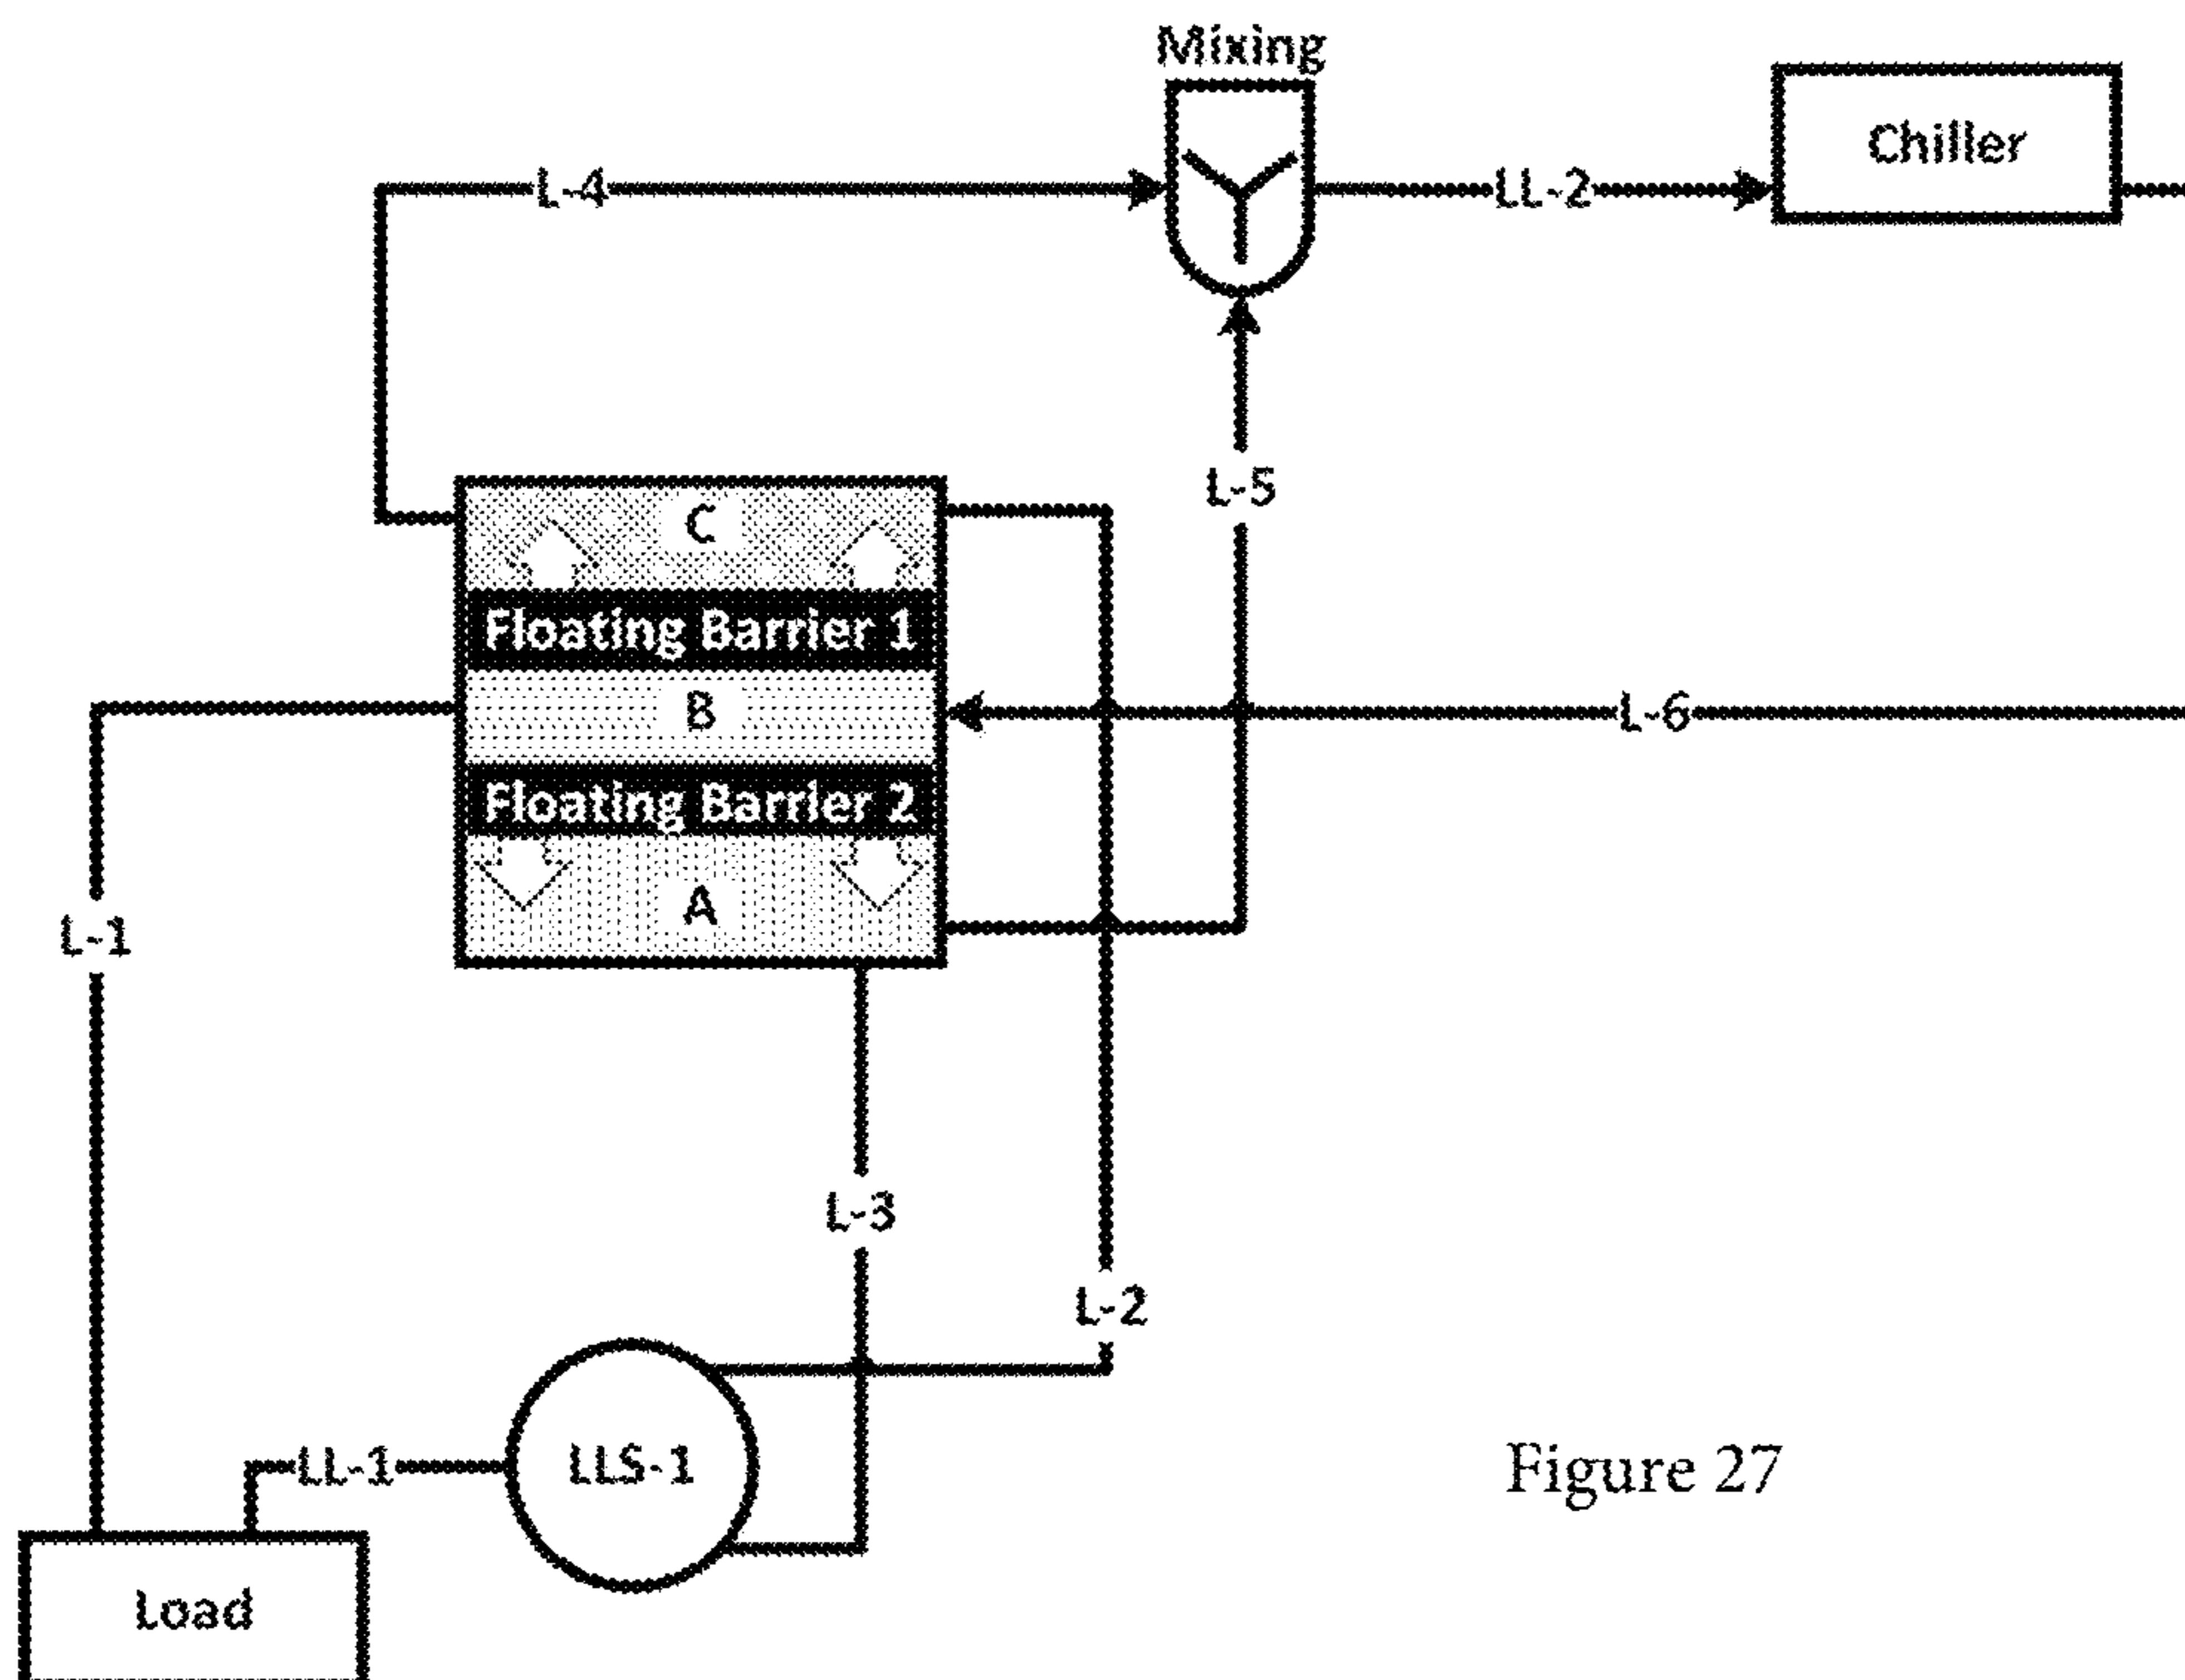 Mixing
Chiller
L-4
LL-2
L-5
C
Floating Barrier 1
B
L-6
Floating Barrier 2
A
L-1
L-3
L-2
LL-1
LLS-1
Figure 27
Load